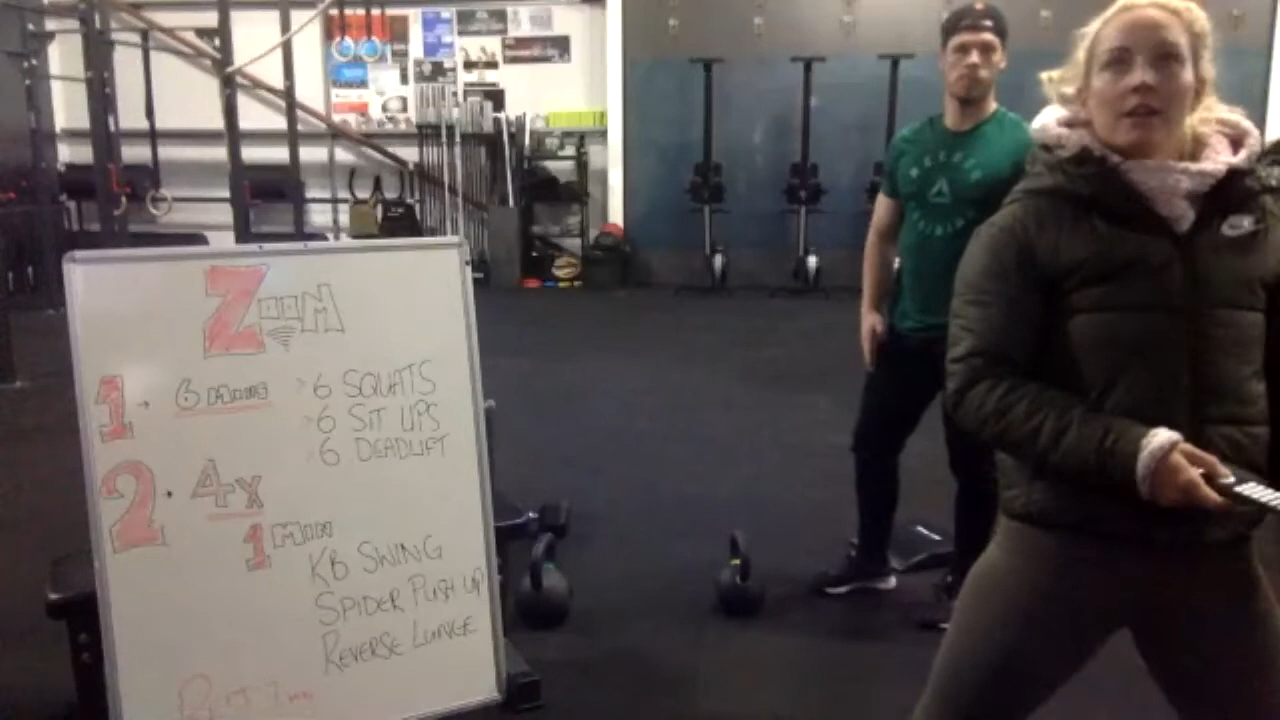 ZOOM
1. 6 MINS > 6 SQUATS
> 6 SIT UPS
> 6 DEADLIFT
2. 4X
1 MIN
KB SWING
SPIDER PUSH UP
REVERSE LUNGE